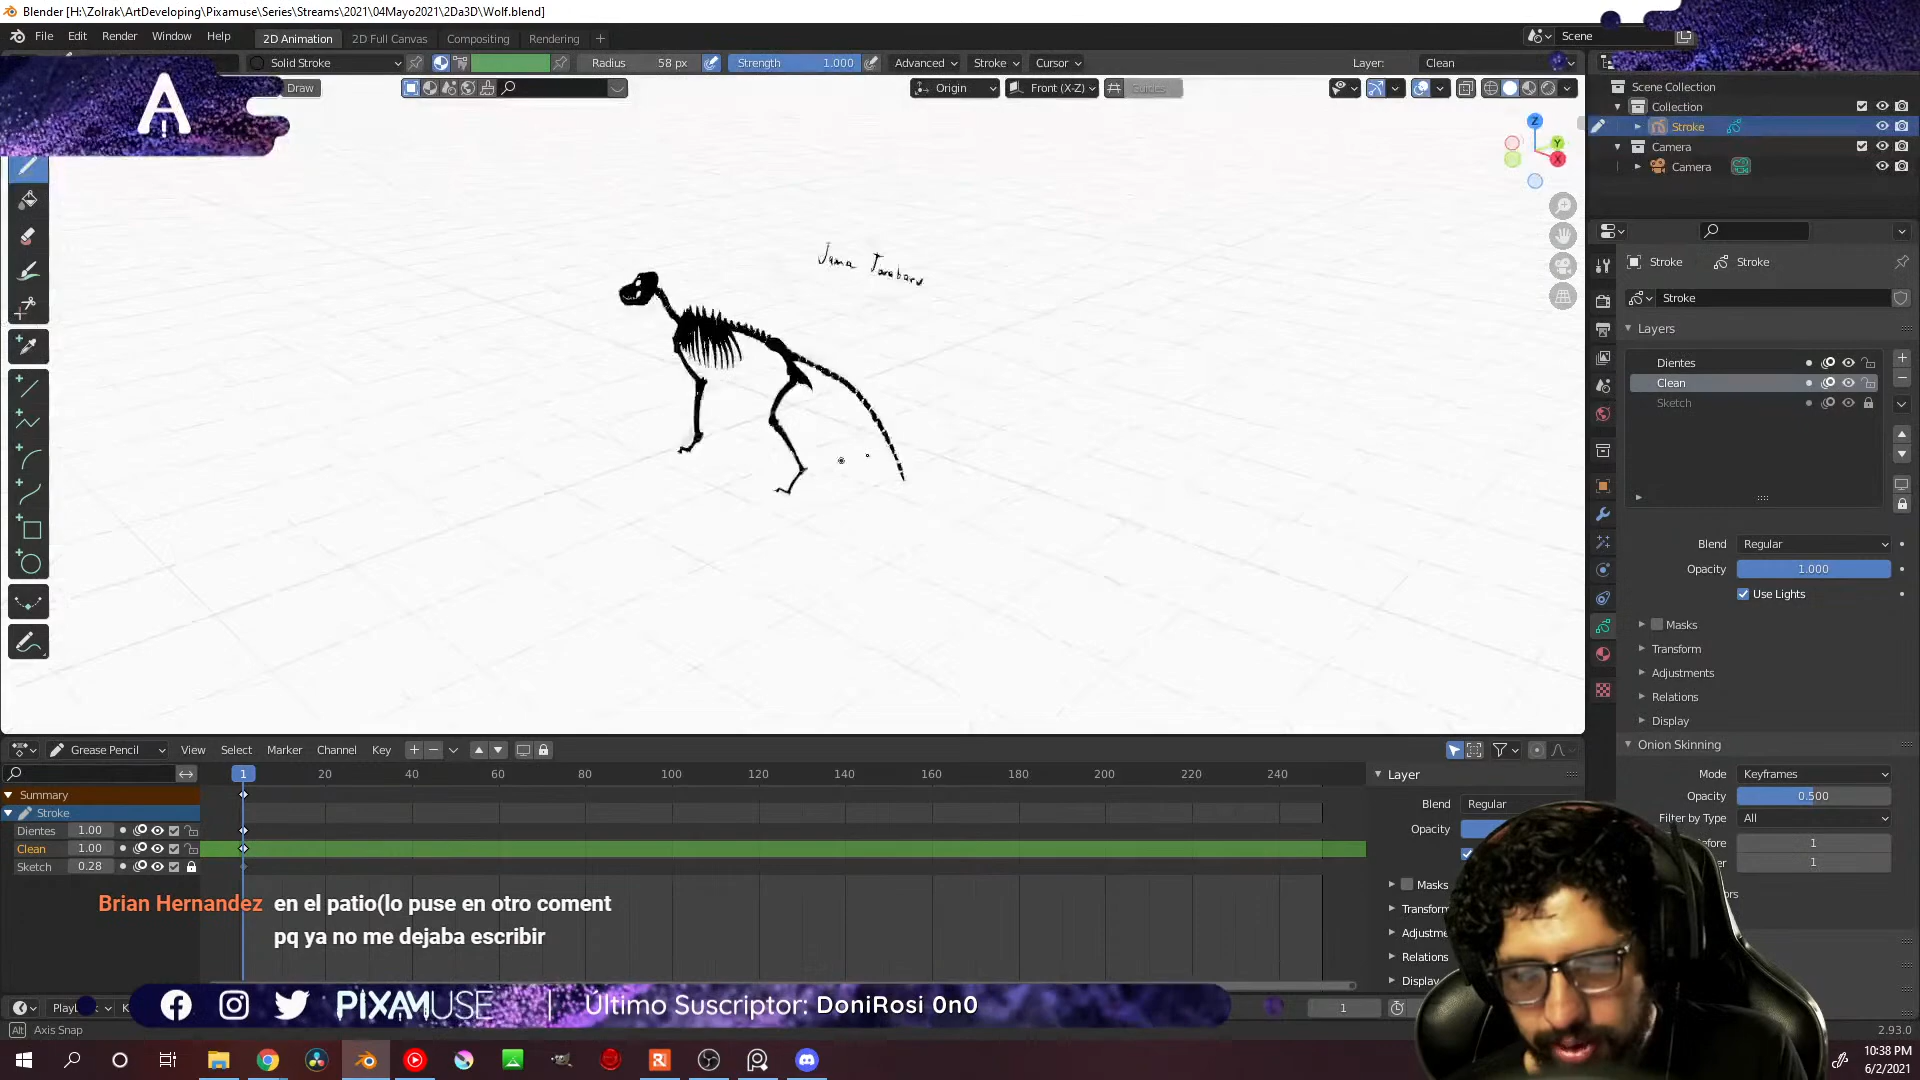 Blender [H:\Zolrak\ArtDeveloping\Pixamuse\Series\Streams\2021\04Mayo2021\2Da3D\Wolf.blend]
File Edit Render Window Help 2D Animation 2D Full Canvas Compositing Rendering + Scene
Solid Stroke Radius 58 px Strength 1.000 Advanced Stroke Cursor Layer: Clean
Draw Origin Front (X-Z) Guides
Scene Collection
Collection
Stroke
Camera
Camera
Z
Y
X
A
Stroke Stroke
Stroke
Layers
Dientes
Clean
Sketch
Blend Regular
Opacity 1.000
Use Lights
Masks
Transform
Adjustments
Relations
Display
Onion Skinning
Mode Keyframes
Opacity 0.500
Filter by Type All
1
1
Grease Pencil View Select Marker Channel Key
1 20 40 60 80 100 120 140 160 180 200 220 240
Summary
Stroke
Dientes 1.00
Clean 1.00
Sketch 0.28
Layer
Blend Regular
Opacity
Masks
Transform
Relations
Display
Brian Hernandez en el patio(lo puse en otro coment
pq ya no me dejaba escribir
PIXAMUSE Último Suscriptor: DoniRosi 0n0
1
Alt Axis Snap
2.93.0
10:38 PM
6/2/2021